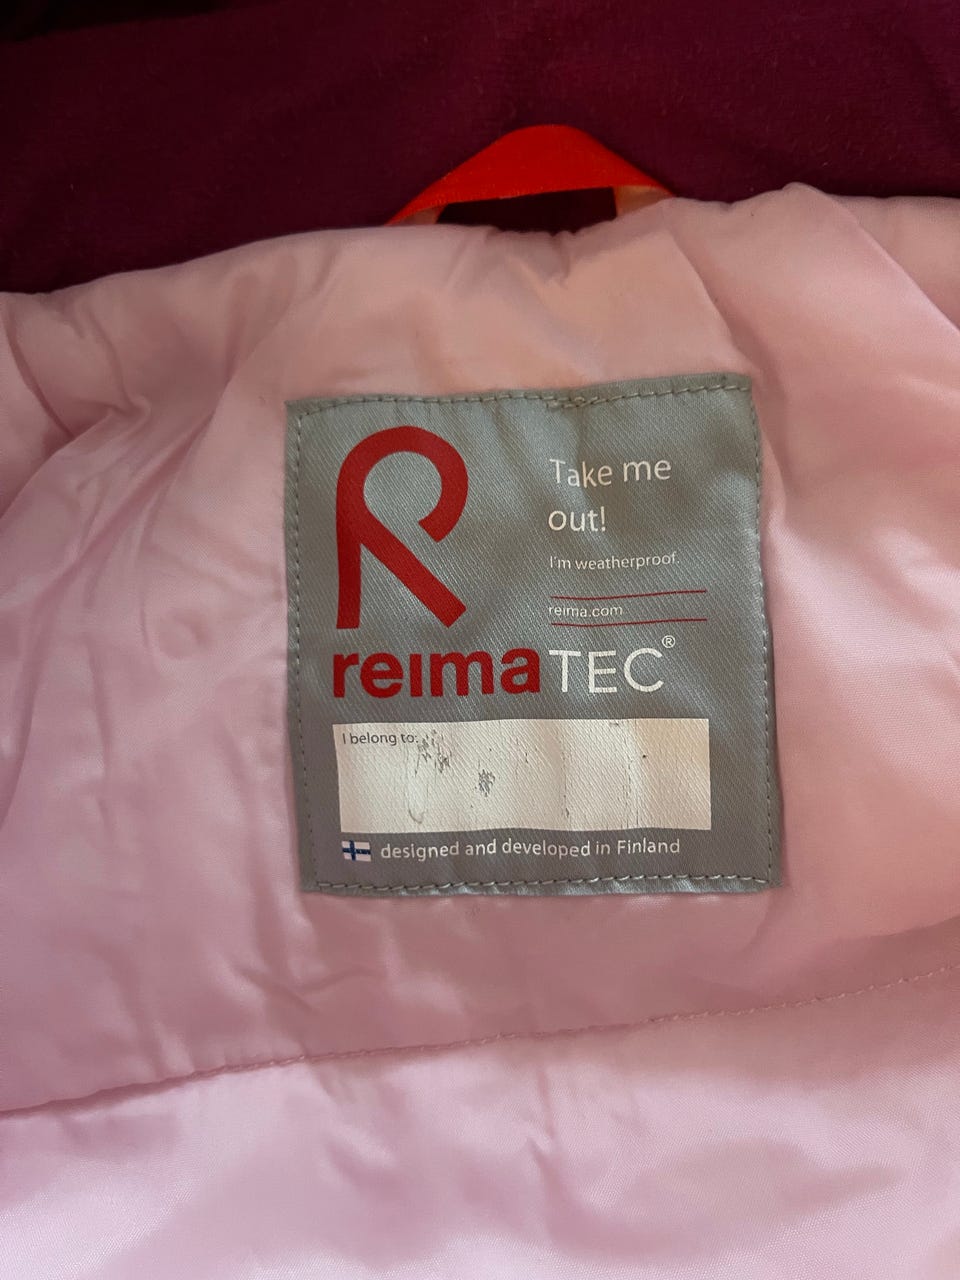 Take me
out!
I'm weatherproof.
reima.com
reimaTEC®
I belong to:
designed and developed in Finland